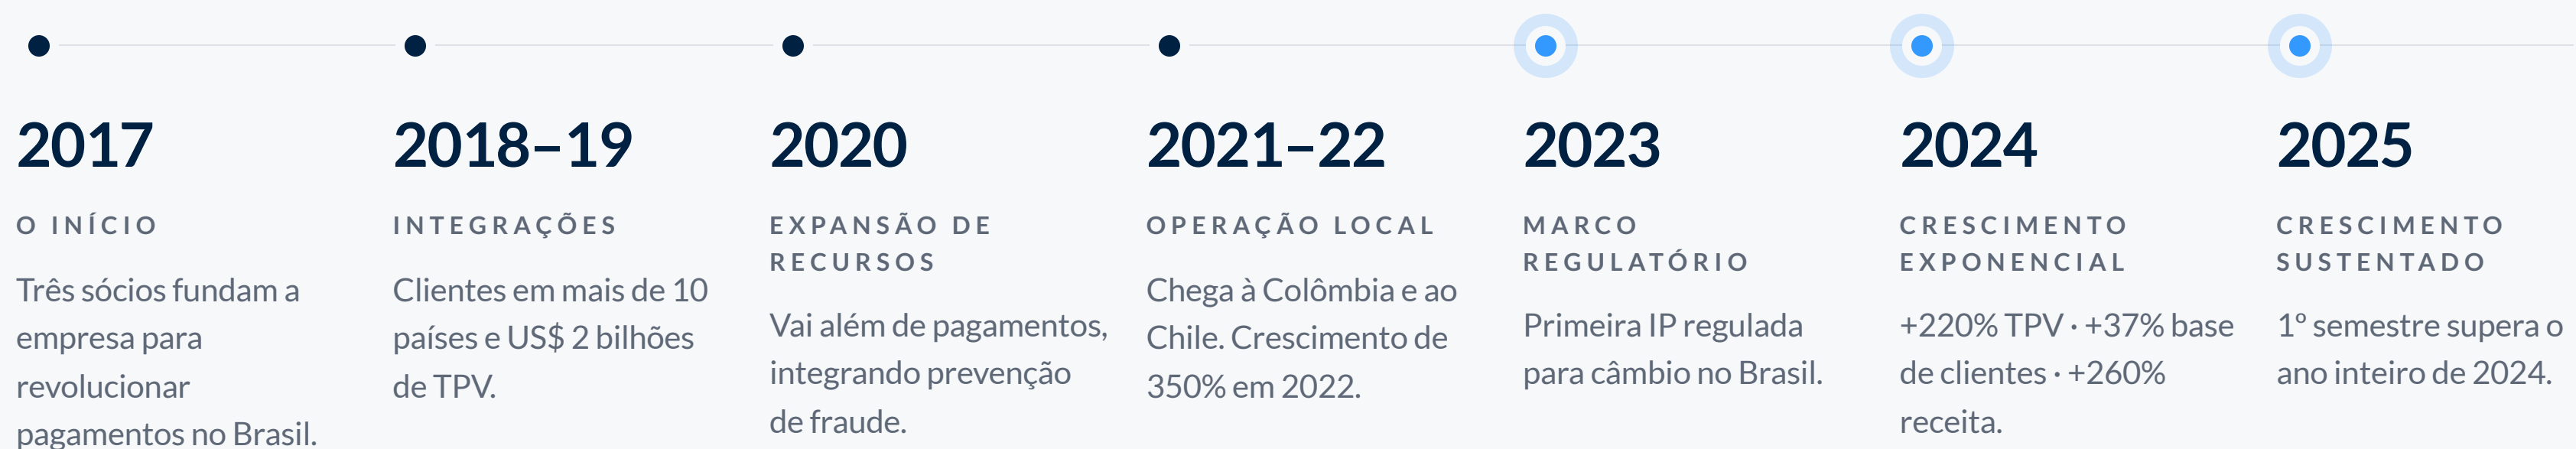 2017
O INÍCIO
Três sócios fundam a
empresa para
revolucionar
pagamentos no Brasil.
2018–19
INTEGRAÇÕES
Clientes em mais de 10
países e US$ 2 bilhões
de TPV.
2020
EXPANSÃO DE
RECURSOS
Vai além de pagamentos,
integrando prevenção
de fraude.
2021–22
OPERAÇÃO LOCAL
Chega à Colômbia e ao
Chile. Crescimento de
350% em 2022.
2023
MARCO
REGULATÓRIO
Primeira IP regulada
para câmbio no Brasil.
2024
CRESCIMENTO
EXPONENCIAL
+220% TPV · +37% base
de clientes · +260%
receita.
2025
CRESCIMENTO
SUSTENTADO
1º semestre supera o
ano inteiro de 2024.